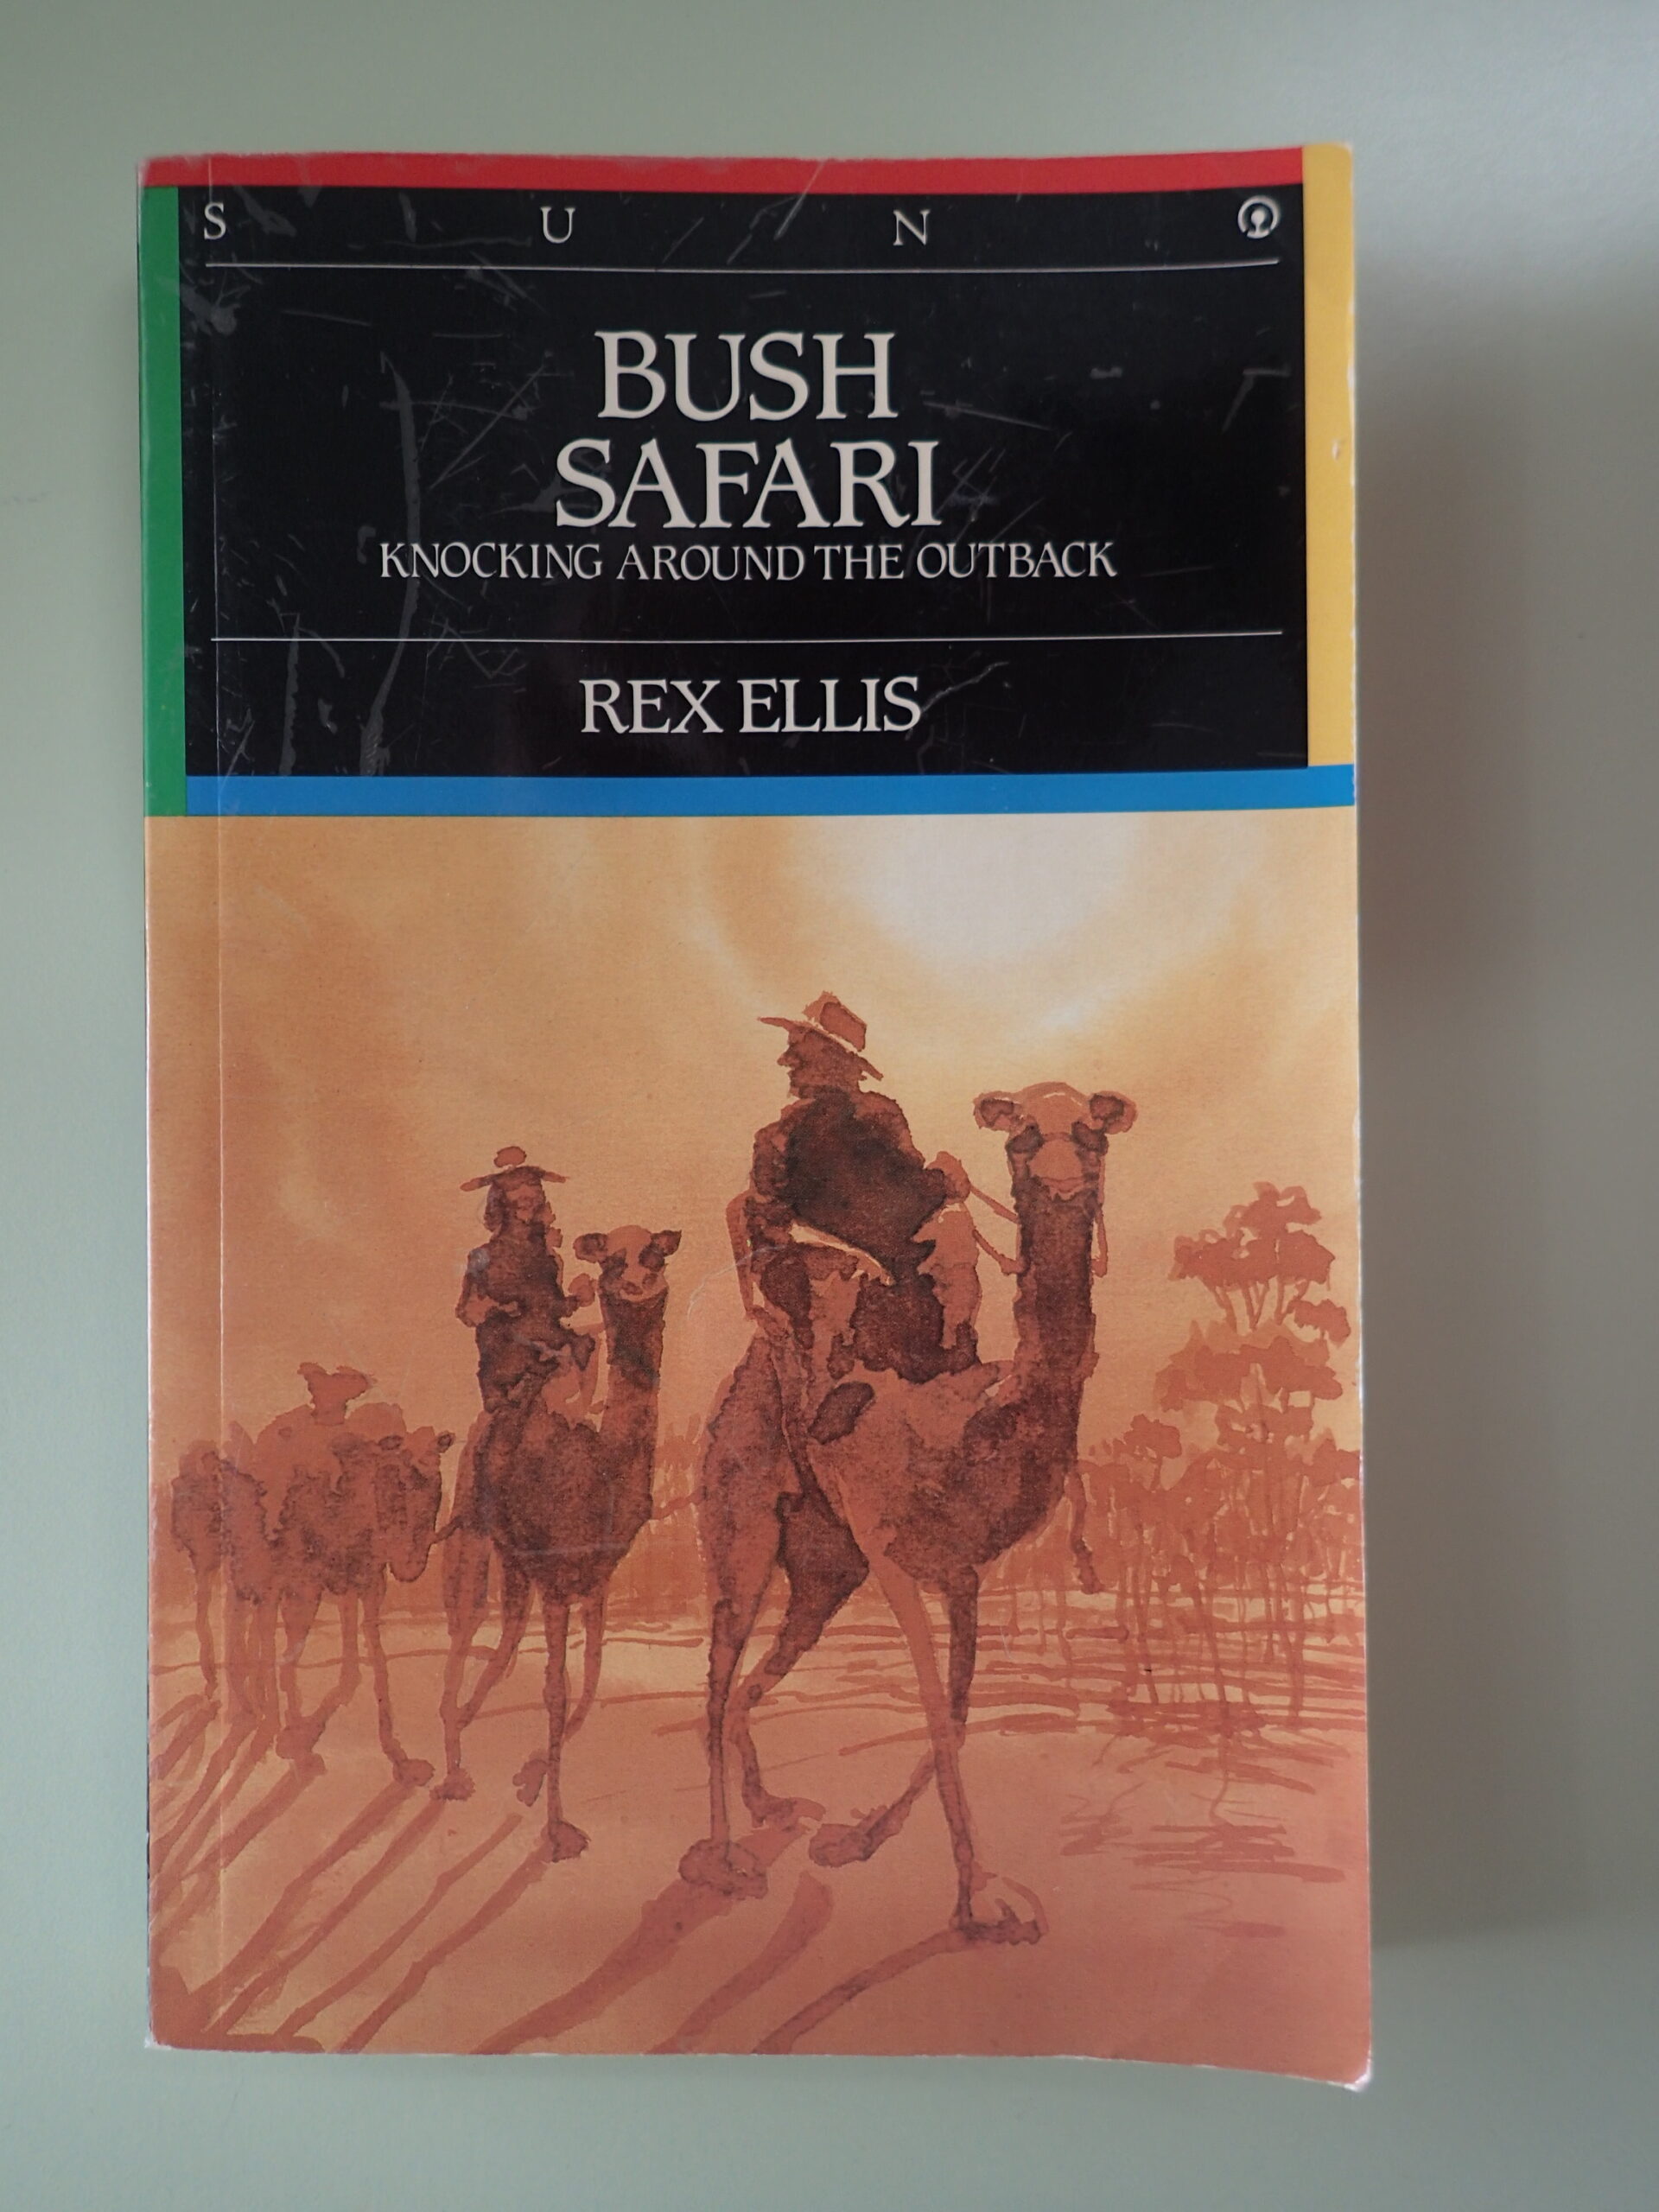 S U N
BUSH
SAFARI
KNOCKING AROUND THE OUTBACK
REX ELLIS